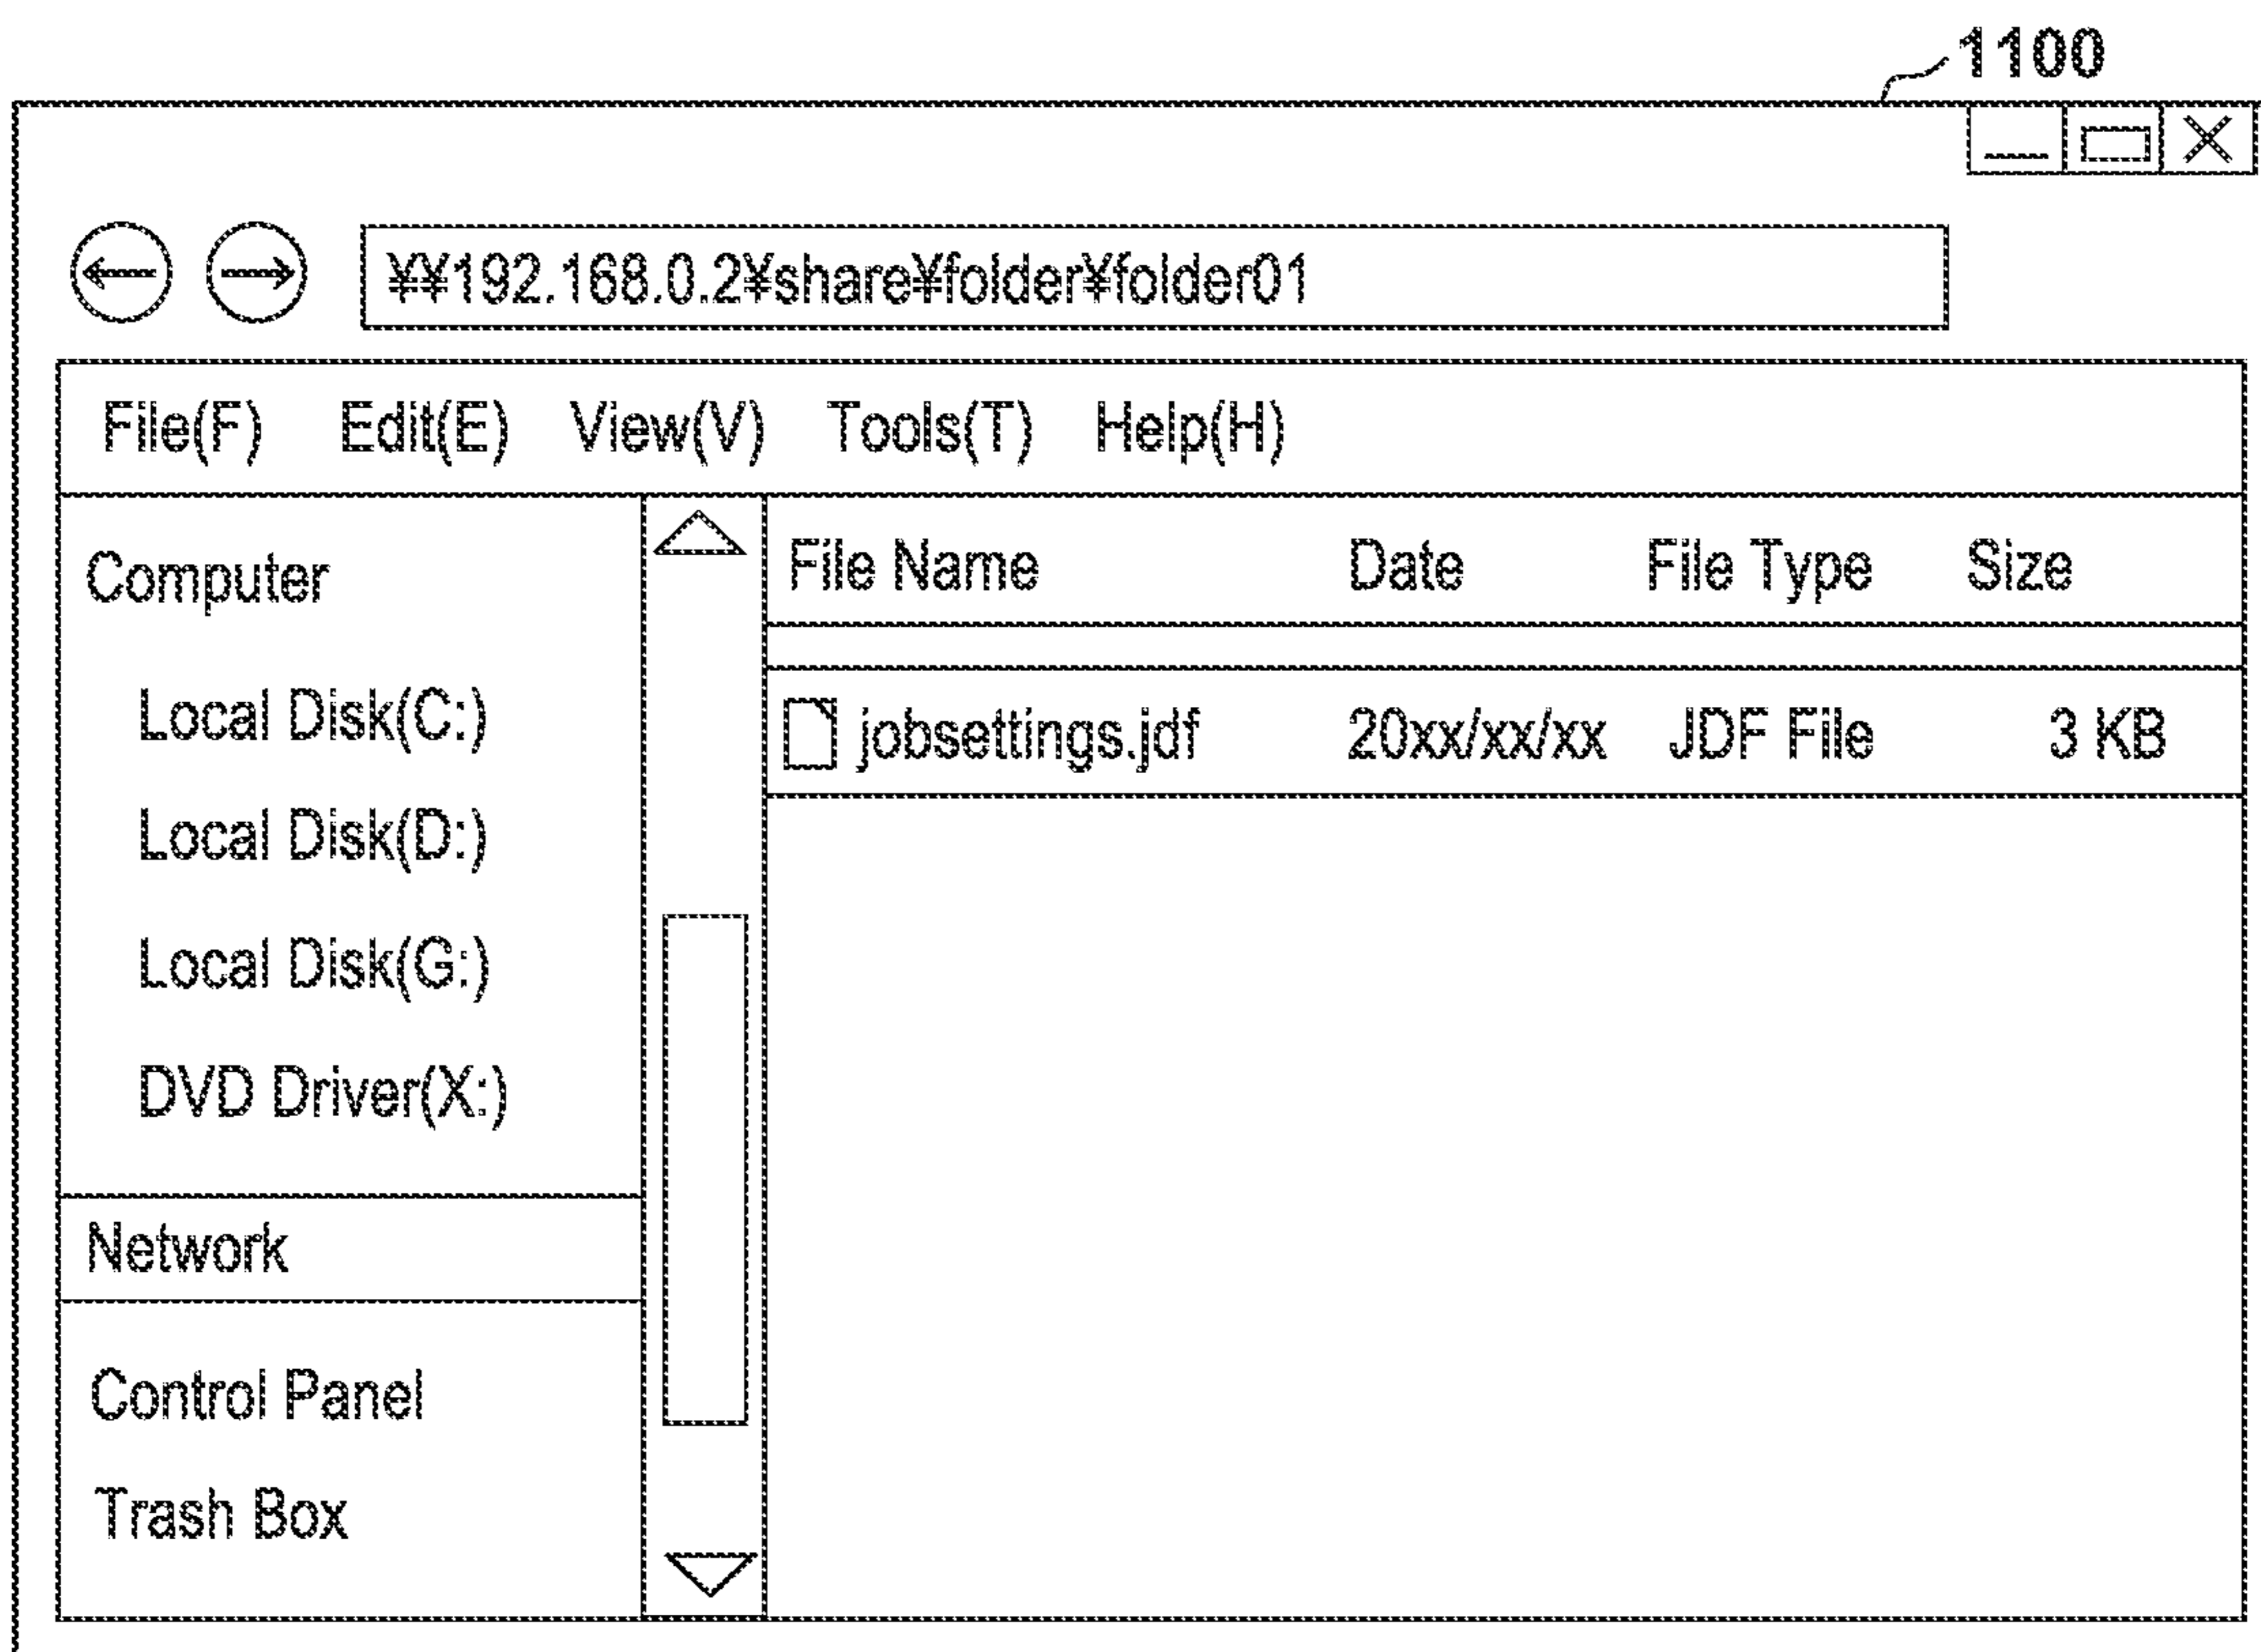 1100
¥¥192.168.0.2¥share¥folder¥folder01
File(F) Edit(E) View(V) Tools(T) Help(H)
Computer
Local Disk(C:)
Local Disk(D:)
Local Disk(G:)
DVD Driver(X:)
Network
Control Panel
Trash Box
File Name Date File Type Size
jobsettings.jdf 20xx/xx/xx JDF File 3 KB